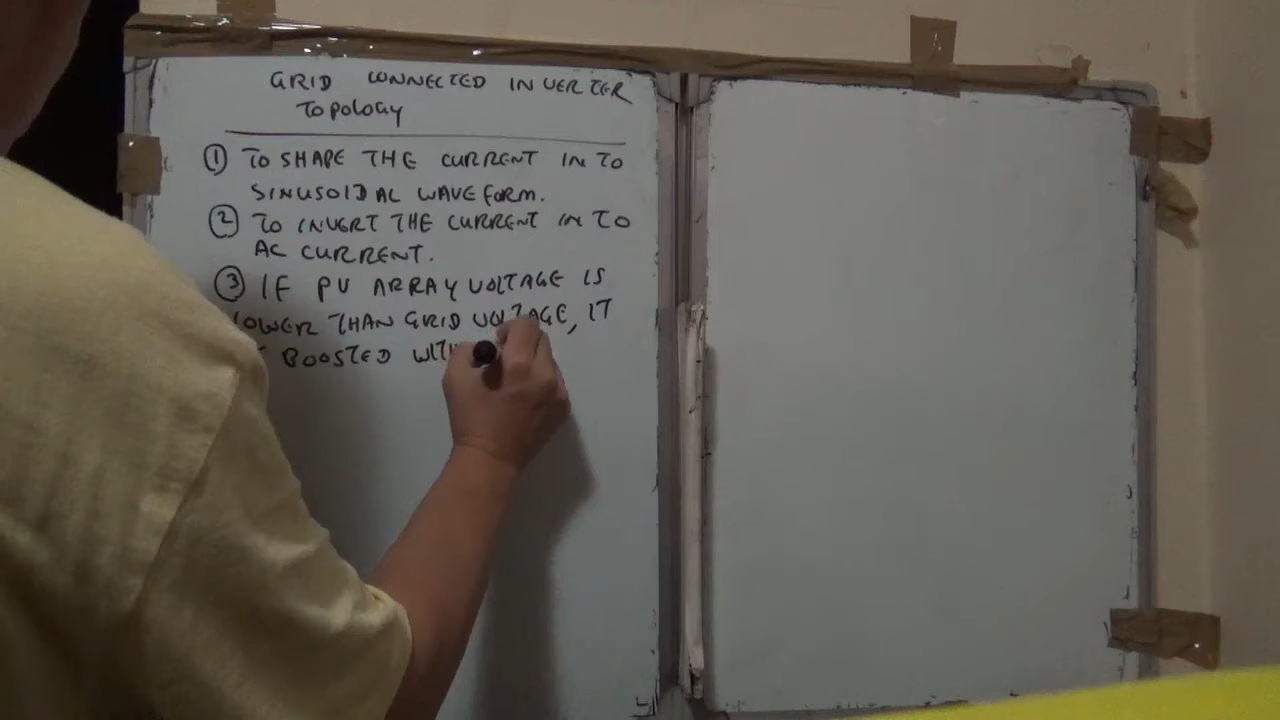 GRID CONNECTED INVERTER
TOPOLOGY
① TO SHAPE THE CURRENT IN TO
SINUSOIDAL WAVEFORM.
② TO INVERT THE CURRENT IN TO
AC CURRENT.
③ IF PV ARRAY VOLTAGE IS
LOWER THAN GRID VOLTAGE, IT
BOOSTED